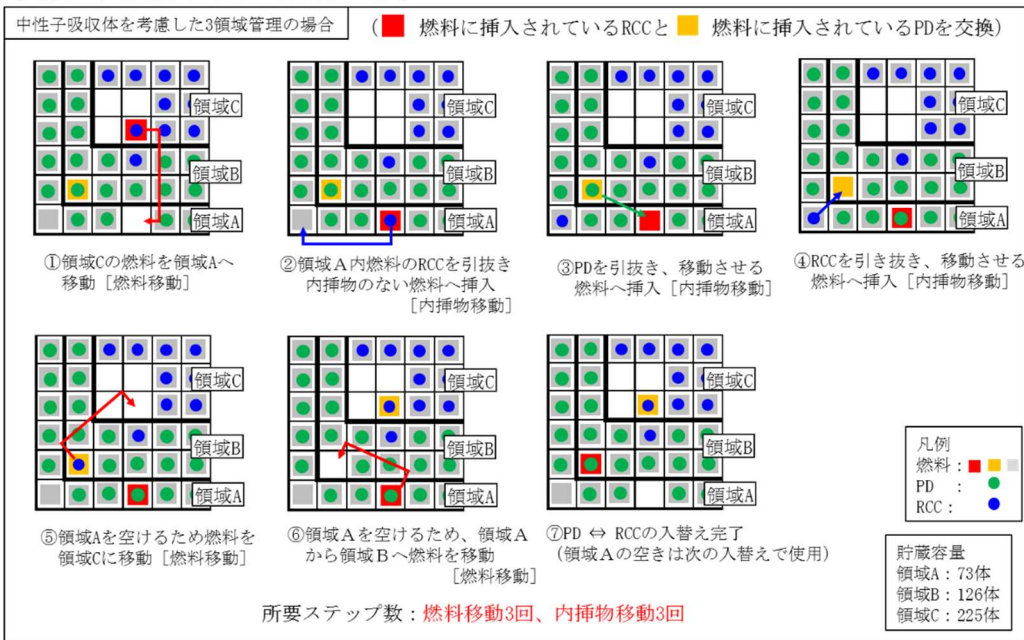 中性子吸収体を考慮した3領域管理の場合
（■ 燃料に挿入されているRCCと ■ 燃料に挿入されているPDを交換）
領域C
領域B
領域A
①領域Cの燃料を領域Aへ
移動［燃料移動］
領域C
領域B
領域A
②領域A内燃料のRCCを引抜き
内挿物のない燃料へ挿入
［内挿物移動］
領域C
領域B
領域A
③PDを引抜き、移動させる
燃料へ挿入［内挿物移動］
領域C
領域B
領域A
④RCCを引き抜き、移動させる
燃料へ挿入［内挿物移動］
領域C
領域B
領域A
⑤領域Aを空けるため燃料を
領域Cに移動［燃料移動］
領域C
領域B
領域A
⑥領域Aを空けるため、領域A
から領域Bへ燃料を移動
［燃料移動］
領域C
領域B
領域A
⑦PD ⇔ RCCの入替え完了
（領域Aの空きは次の入替えで使用）
凡例
燃料：
PD ：
RCC：
貯蔵容量
領域A：73体
領域B：126体
領域C：225体
所要ステップ数：燃料移動3回、内挿物移動3回